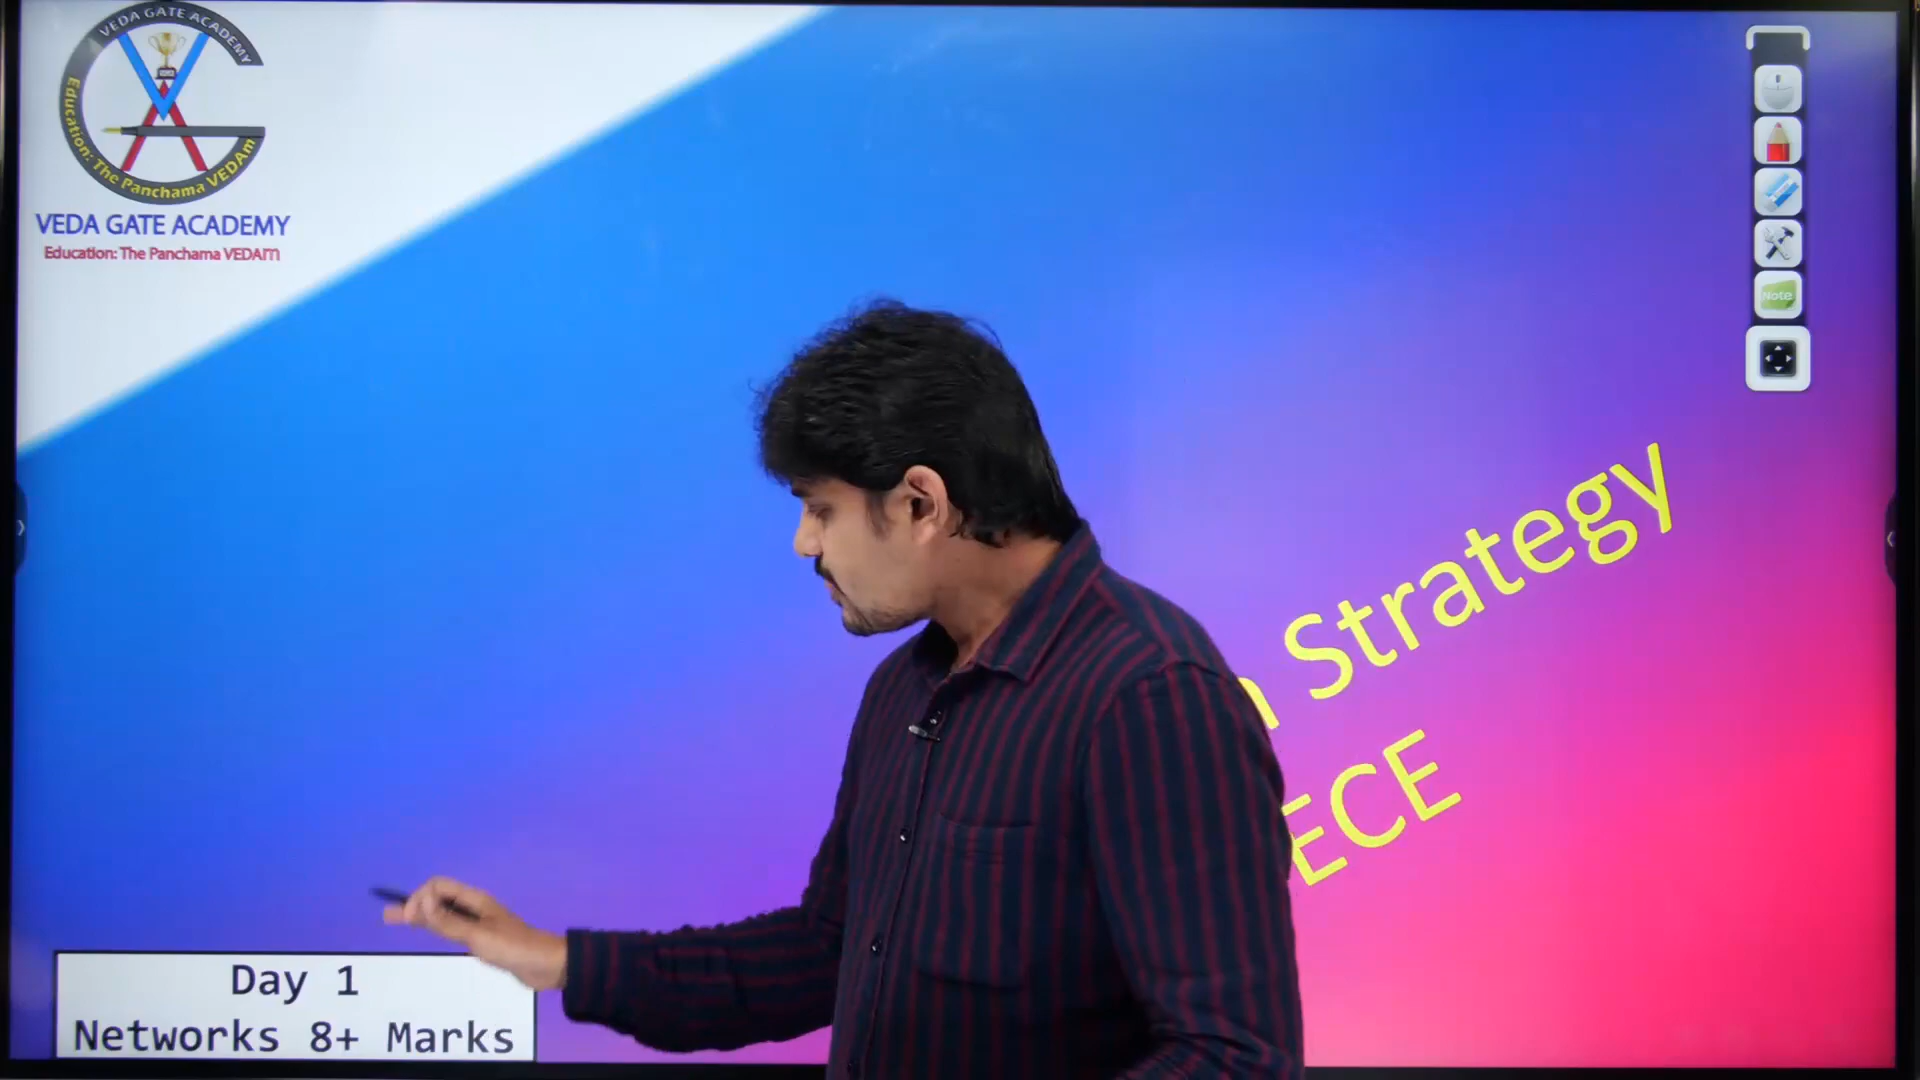 VEDA GATE ACADEMY
Education: The Panchama VEDAm
VEDA GATE ACADEMY
Education: The Panchama VEDAm
Note
Strategy
ECE
Day 1
Networks 8+ Marks